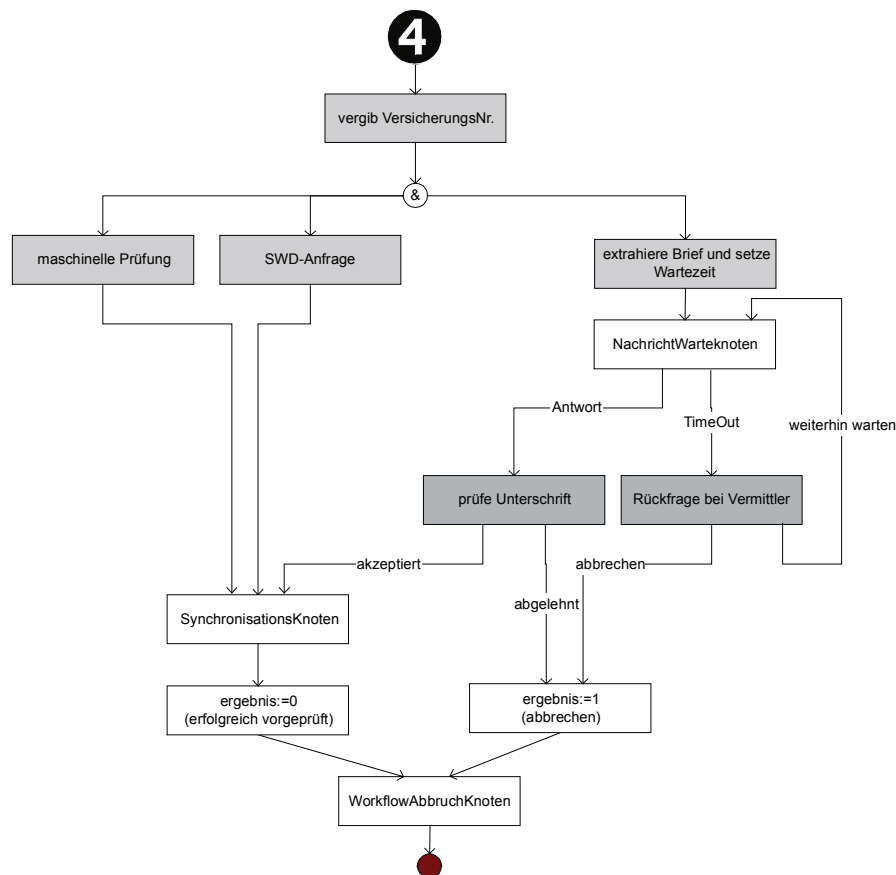 4
vergib VersicherungsNr.
&
maschinelle Prüfung
SWD-Anfrage
extrahiere Brief und setze
Wartezeit
NachrichtWarteknoten
Antwort
TimeOut
weiterhin warten
prüfe Unterschrift
Rückfrage bei Vermittler
akzeptiert
abbrechen
abgelehnt
SynchronisationsKnoten
ergebnis:=0
(erfolgreich vorgeprüft)
ergebnis:=1
(abbrechen)
WorkflowAbbruchKnoten